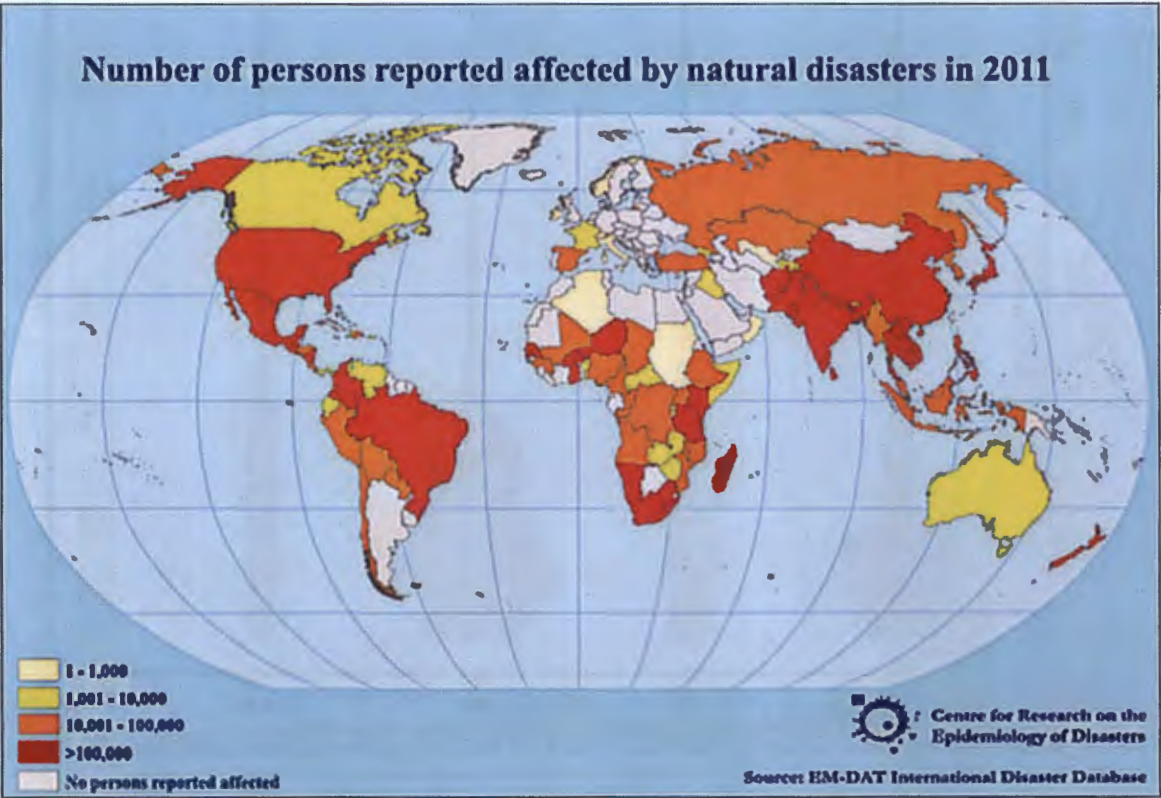 Number of persons reported affected by natural disasters in 2011
1 - 1,000
1,001 - 10,000
10,001 - 100,000
>100,000
No persons reported affected
Centre for Research on the
Epidemiology of Disasters
Source: EM-DAT International Disaster Database